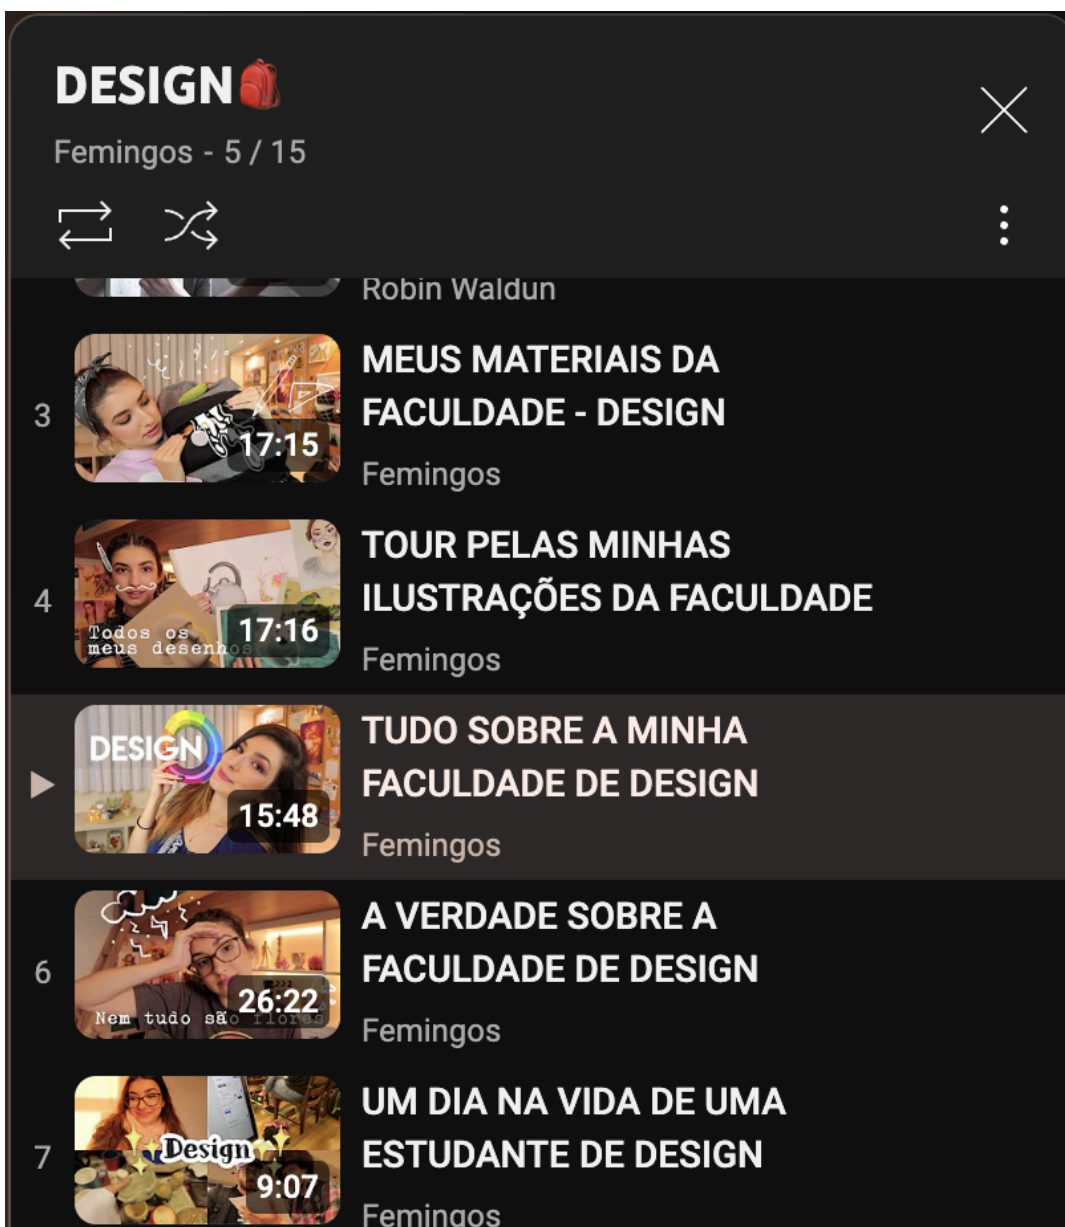 DESIGN🎒
Femingos - 5 / 15
Robin Waldun
3
17:15
MEUS MATERIAIS DA
FACULDADE - DESIGN
Femingos
4
Todos os
meus desenhos
17:16
TOUR PELAS MINHAS
ILUSTRAÇÕES DA FACULDADE
Femingos
DESIGN
15:48
TUDO SOBRE A MINHA
FACULDADE DE DESIGN
Femingos
6
Nem tudo são flores
26:22
A VERDADE SOBRE A
FACULDADE DE DESIGN
Femingos
7
Design
9:07
UM DIA NA VIDA DE UMA
ESTUDANTE DE DESIGN
Femingos